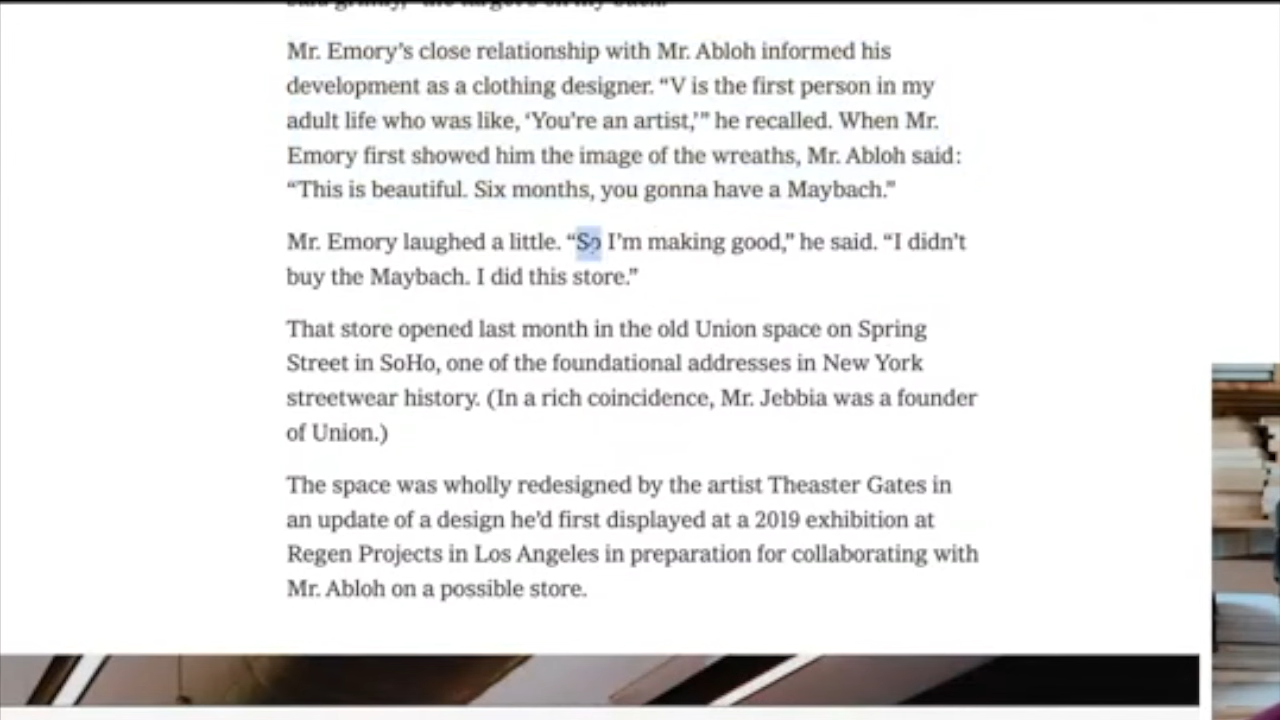 Mr. Emory’s close relationship with Mr. Abloh informed his
development as a clothing designer. “V is the first person in my
adult life who was like, ‘You’re an artist,’” he recalled. When Mr.
Emory first showed him the image of the wreaths, Mr. Abloh said:
“This is beautiful. Six months, you gonna have a Maybach.”
Mr. Emory laughed a little. “So I’m making good,” he said. “I didn’t
buy the Maybach. I did this store.”
That store opened last month in the old Union space on Spring
Street in SoHo, one of the foundational addresses in New York
streetwear history. (In a rich coincidence, Mr. Jebbia was a founder
of Union.)
The space was wholly redesigned by the artist Theaster Gates in
an update of a design he’d first displayed at a 2019 exhibition at
Regen Projects in Los Angeles in preparation for collaborating with
Mr. Abloh on a possible store.